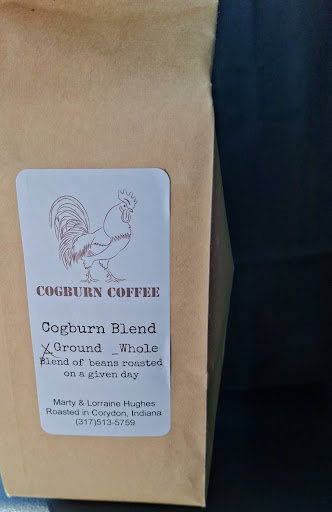 COGBURN COFFEE
Cogburn Blend
X Ground _Whole
Blend of beans roasted
on a given day
Marty & Lorraine Hughes
Roasted in Corydon, Indiana
(317)513-5759